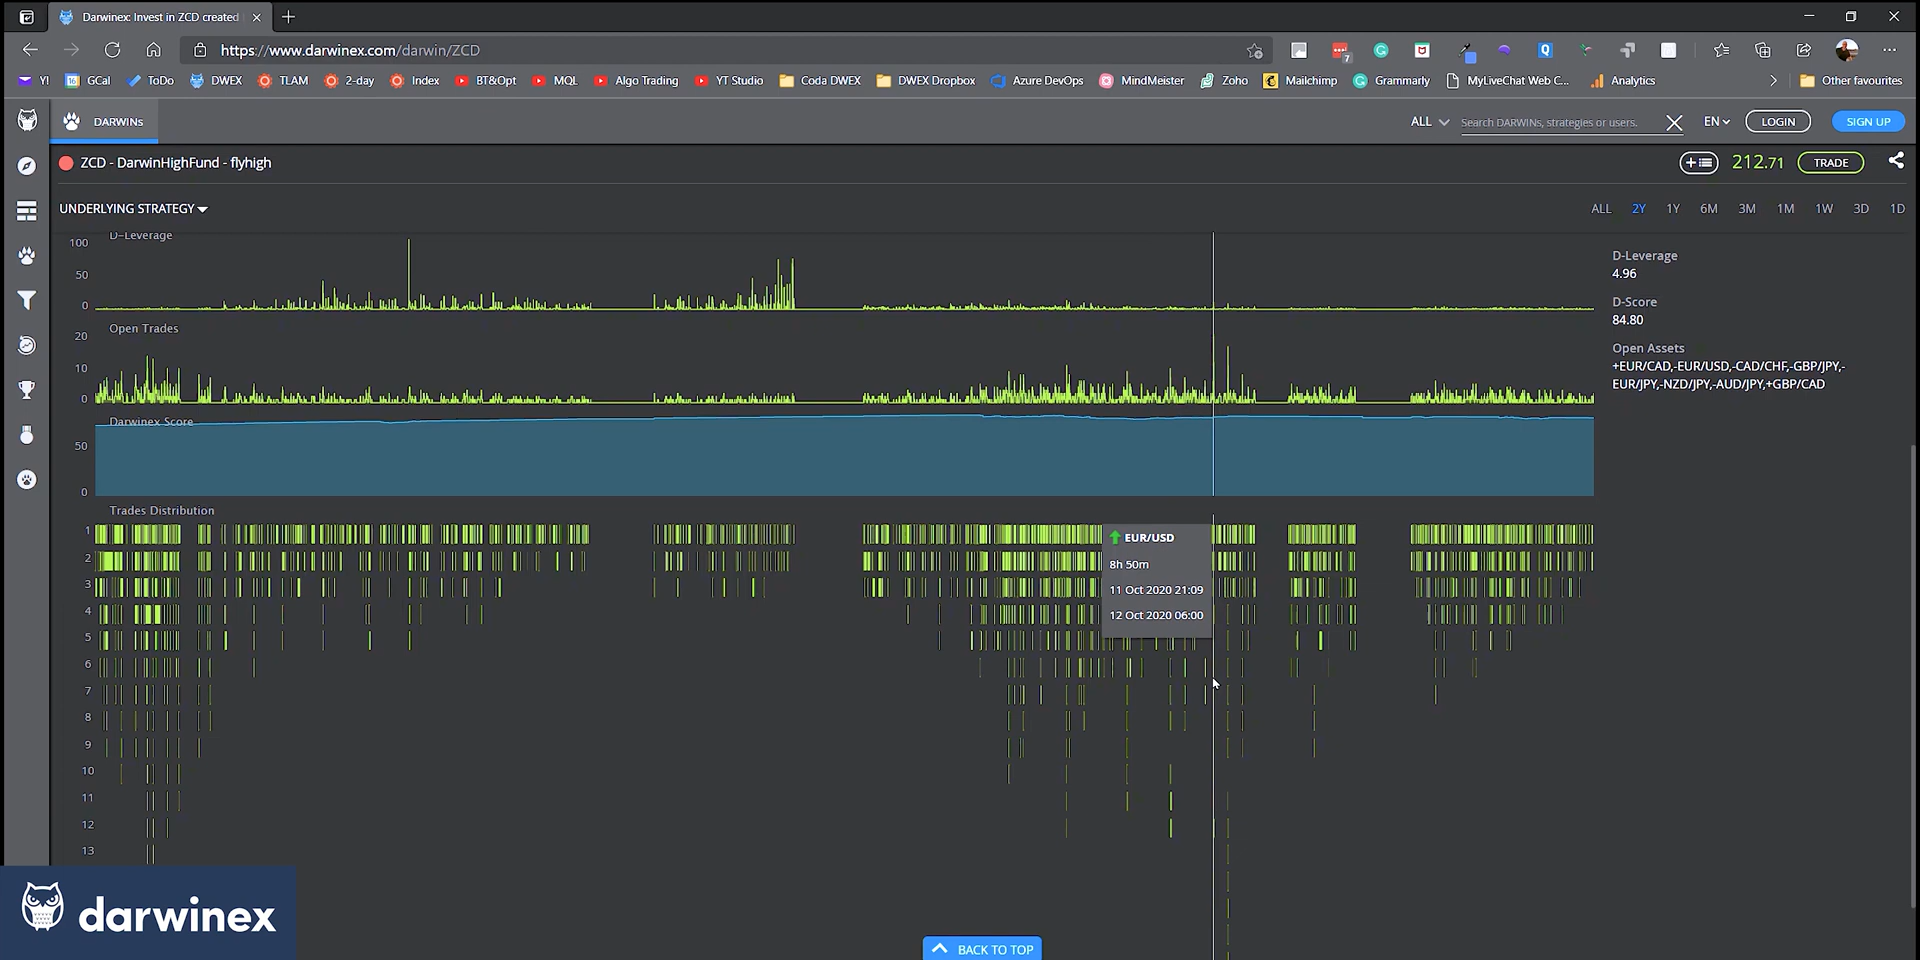 Darwinex: Invest in ZCD created
https://www.darwinex.com/darwin/ZCD
7
Y!
16
GCal
ToDo
DWEX
TLAM
2-day
Index
BT&Opt
MQL
Algo Trading
YT Studio
Coda DWEX
DWEX Dropbox
Azure DevOps
MindMeister
Zoho
Mailchimp
Grammarly
MyLiveChat Web C...
Analytics
Other favourites
DARWINs
ALL
Search DARWINs, strategies or users.
EN
LOGIN
SIGN UP
ZCD - DarwinHighFund - flyhigh
212.71
TRADE
UNDERLYING STRATEGY
ALL 2Y 1Y 6M 3M 1M 1W 3D 1D
D-Leverage
100
50
0
Open Trades
20
10
0
Darwinex Score
50
0
Trades Distribution
1
2
3
4
5
6
7
8
9
10
11
12
13
EUR/USD
8h 50m
11 Oct 2020 21:09
12 Oct 2020 06:00
D-Leverage
4.96
D-Score
84.80
Open Assets
+EUR/CAD,-EUR/USD,-CAD/CHF,-GBP/JPY,-
EUR/JPY,-NZD/JPY,-AUD/JPY,+GBP/CAD
darwinex
BACK TO TOP